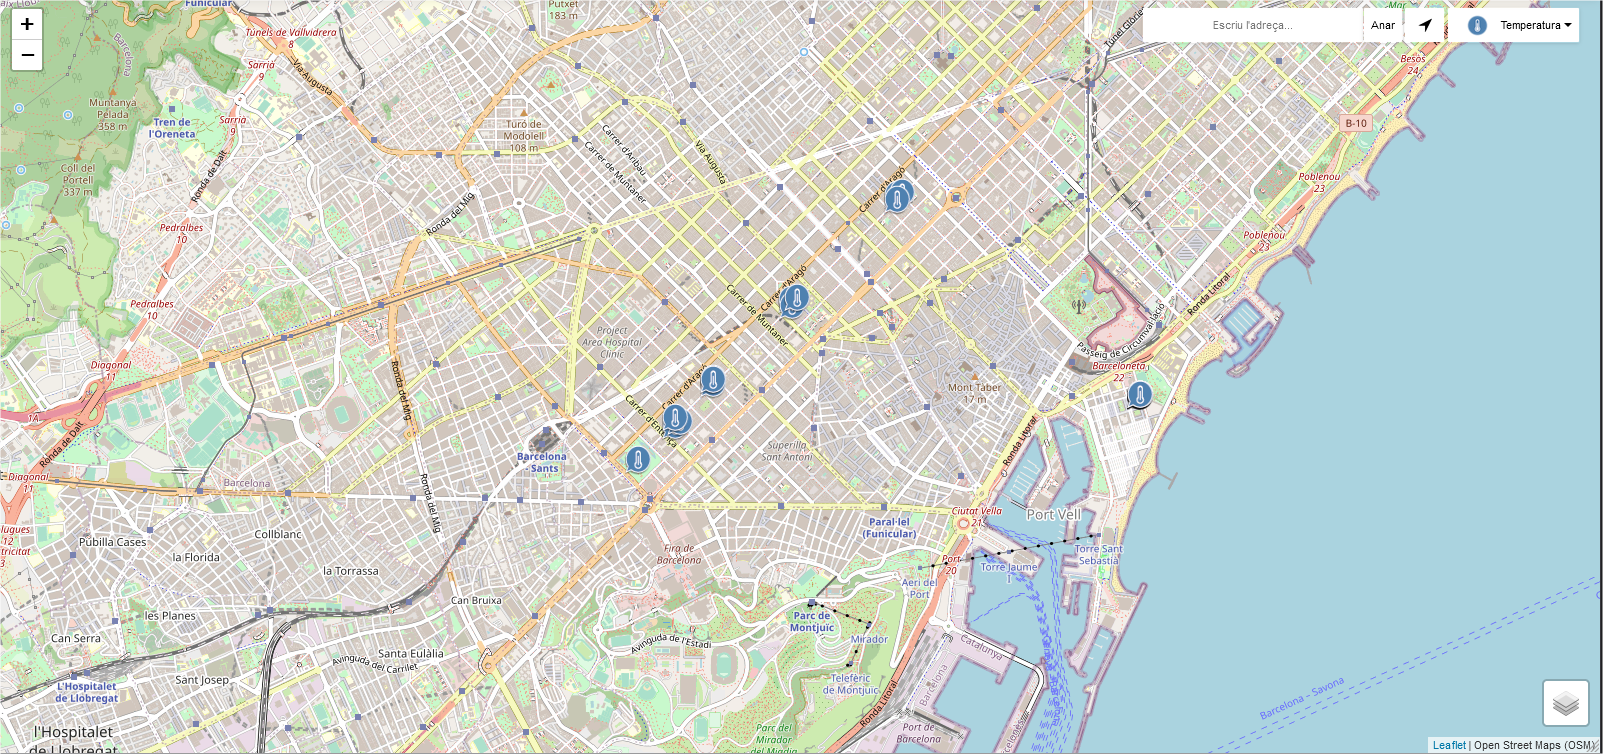 +
−
Escriu l'adreça...
Anar
Temperatura
Funicular
Putxet
183 m
Túnels de Vallvidrera
8
Barcelona
Sarrià
9
Via Augusta
Túnel Glòries
Besòs
24
Muntanya
Pelada
358 m
Tren de
l'Oreneta
Sarrià
9
Turó de
Modolell
108 m
B-10
Carrer d'Aribau
Carrer de Muntaner
Via Augusta
Coll del
Portell
337 m
Ronda de Dalt
Ronda del Mig
Carrer d'Aragó
Poblenou
23
Pedralbes
10
Poblenou
23
Pedralbes
10
Carrer d'Aragó
Carrer de Muntaner
Ronda Litoral
Project
Area Hospital
Clínic
Passeig de Circumval·lació
Barceloneta
22
Diagonal
11
Ronda del Mig
Carrer d'Aragó
Mont Tàber
17 m
1A
Ronda de Dalt
Carrer d'Entença
Superilla
Sant Antoni
Ronda Litoral
Barcelona
Sants
Diagonal
11
Barcelona
Ronda del Mig
Ciutat Vella
21
Port Vell
Paral·lel
(Funicular)
lügues
12
tricitat
3
Pubilla Cases
Collblanc
la Florida
Fira de
Barcelona
la Torrassa
Port
20
Torre Jaume
I
Torre Sant
Sebastià
Aeri del
Port
Can Bruixa
les Planes
Parc de
Montjuïc
Can Serra
Avinguda de l'Estadi
Mirador
Santa Eulàlia
Avinguda del Carrilet
Catalunya
Sant Josep
Telefèric
de Montjuïc
Barcelona
L'Hospitalet
de Llobregat
Ronda Litoral
Barcelona - Savona
l'Hospitalet
de Llobregat
Parc del
Mirador del
Migdia
Port de
Barcelona
Barcelonès
Leaflet | Open Street Maps (OSM)